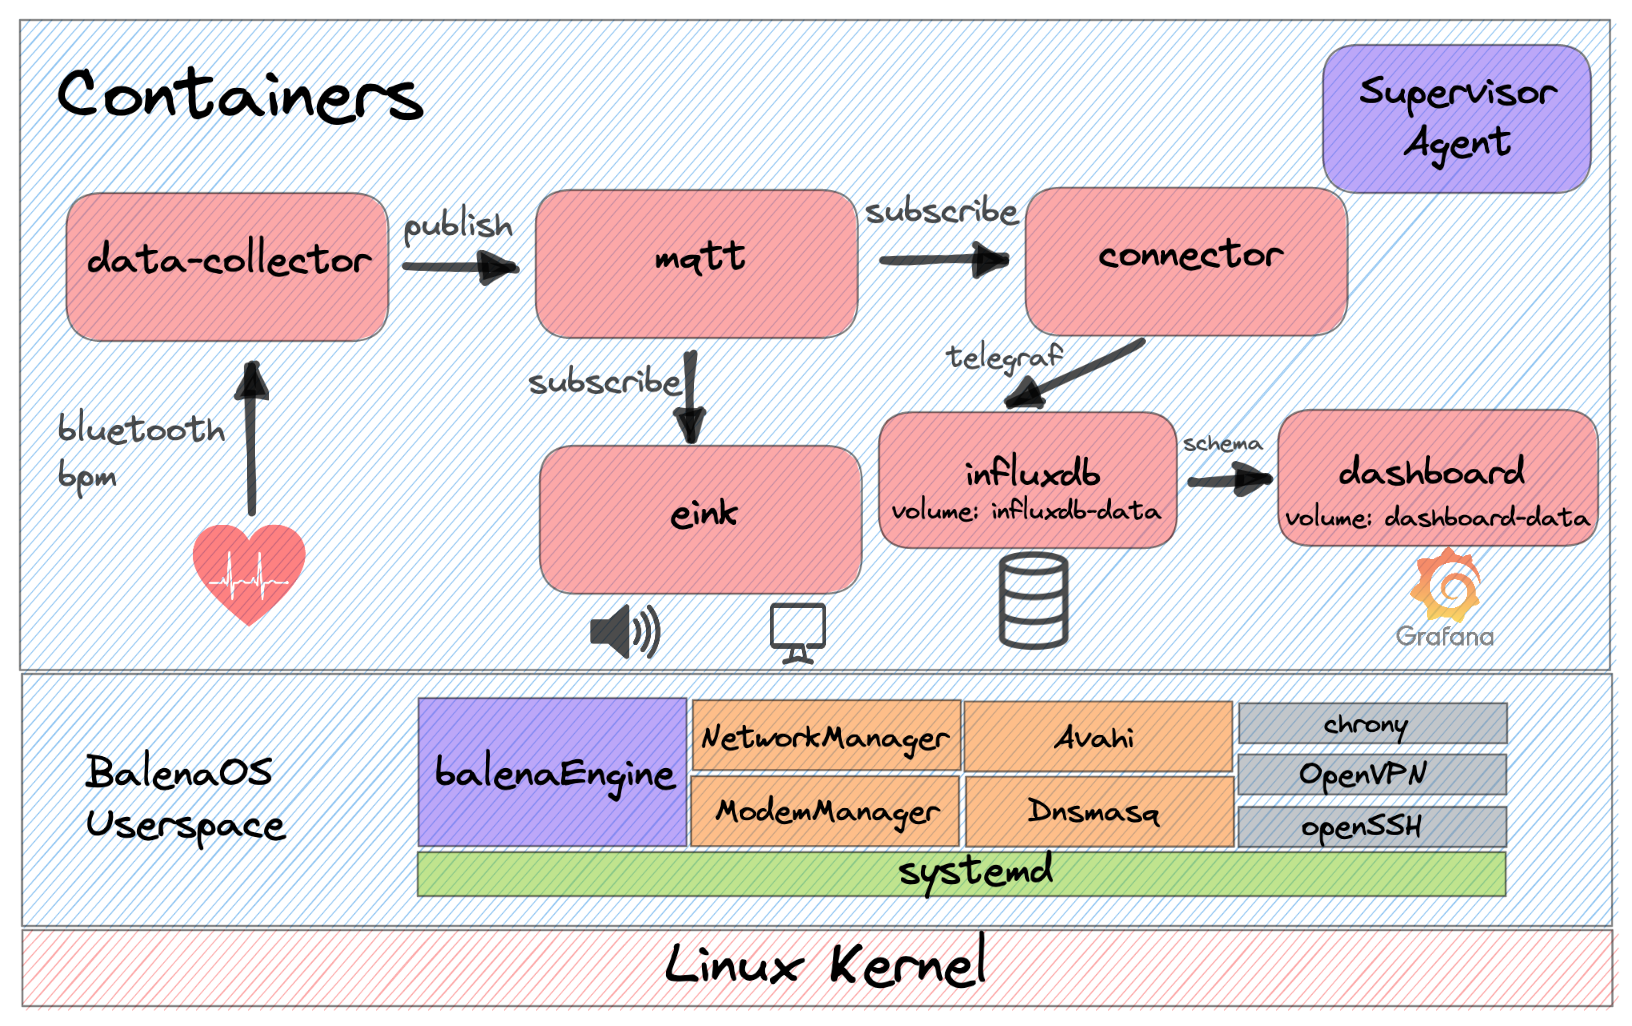 Containers
Supervisor
Agent
data-collector
publish
mqtt
subscribe
connector
bluetooth
bpm
subscribe
telegraf
eink
influxdb
volume: influxdb-data
schema
dashboard
volume: dashboard-data
Grafana
BalenaOS
Userspace
balenaEngine
NetworkManager
Avahi
chrony
OpenVPN
ModemManager
Dnsmasq
openSSH
systemd
Linux Kernel